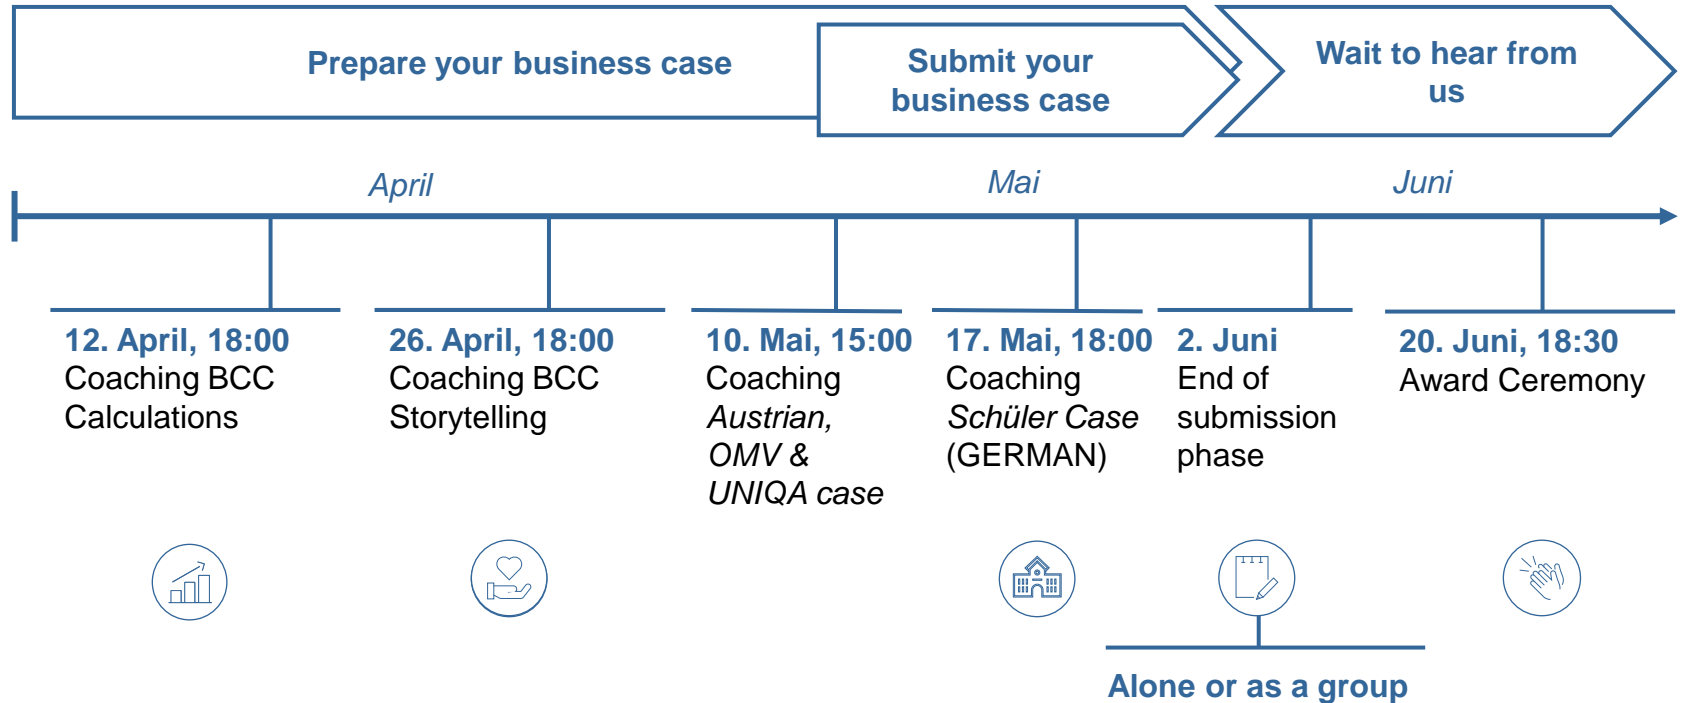 Prepare your business case
Submit your
business case
Wait to hear from
us
April
Mai
Juni
12. April, 18:00
Coaching BCC
Calculations
26. April, 18:00
Coaching BCC
Storytelling
10. Mai, 15:00
Coaching
Austrian,
OMV &
UNIQA case
17. Mai, 18:00
Coaching
Schüler Case
(GERMAN)
2. Juni
End of
submission
phase
20. Juni, 18:30
Award Ceremony
Alone or as a group